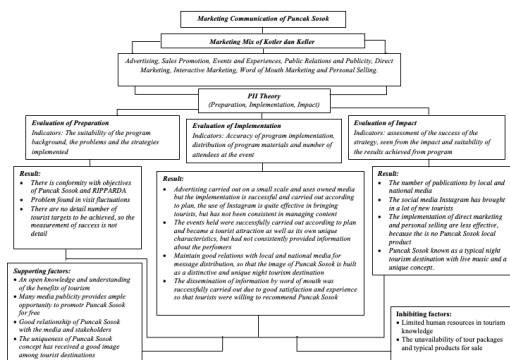 Marketing Communication of Puncak Sosok
Marketing Mix of Kotler dan Keller
Advertising, Sales Promotion, Events and Experiences, Public Relations and Publicity, Direct
Marketing, Interactive Marketing, Word of Mouth Marketing and Personal Selling.
PII Theory
(Preparation, Implementation, Impact)
Evaluation of Preparation
Indicators: The suitability of the program
background, the problems and the strategies
implemented
Evaluation of Implementation
Indicators: Accuracy of program implementation,
distribution of program materials and number of
attendees at the event
Evaluation of Impact
Indicators: assessment of the success of the
strategy, seen from the impact and suitability of
the results achieved from program
Result:
• There is conformity with objectives
of Puncak Sosok and RIPPARDA
• Problem found in visit fluctuations
• There are no detail number of
tourist targets to be achieved, so the
measurement of success is not
detail
Result:
• Advertising carried out on a small scale and uses owned media
but the implementation is successful and carried out according
to plan, the use of Instagram is quite effective in bringing
tourists, but has not been consistent in managing content
• The events held were successfully carried out according to plan
and became a tourist attraction as well as its own unique
characteristics, but had not consistently provided information
about the perfomers
• Maintain good relations with local and national media for
message distribution, so that the image of Puncak Sosok is built
as a distinctive and unique night tourism destination
• The dissemination of information by word of mouth was
successfully carried out due to good satisfaction and experience
so that tourists were willing to recommend Puncak Sosok
Result:
• The number of publications by local and
national media
• The social media Instagram has brought
in a lot of new tourists
• The implementation of direct marketing
and personal selling are less effective,
because the is no Puncak Sosok local
product
• Puncak Sosok known as a typical night
tourism destination with live music and a
unique concept.
Supporting factors:
• An open knowledge and understanding
of the benefits of tourism
• Many media publicity provides ample
opportunity to promote Puncak Sosok
for free
• Good relationship of Puncak Sosok
with the media and stakeholders
• The uniqueness of Puncak Sosok
concept has received a good image
among tourist destinations
Inhibiting factors:
• Limited human resources in tourism
knowledge
• The unavailability of tour packages
and typical products for sale